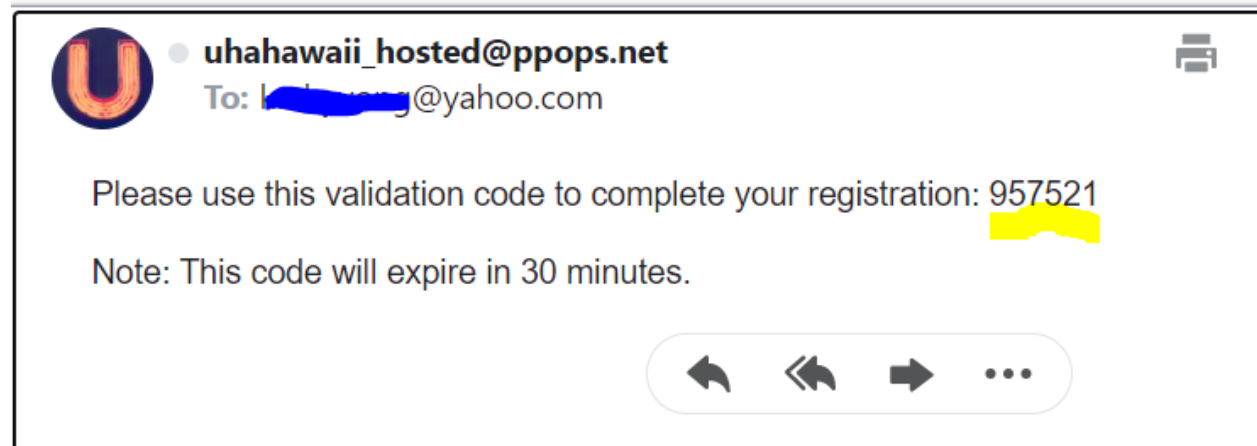 U
uhahawaii_hosted@ppops.net
To: @yahoo.com
Please use this validation code to complete your registration: 957521
Note: This code will expire in 30 minutes.